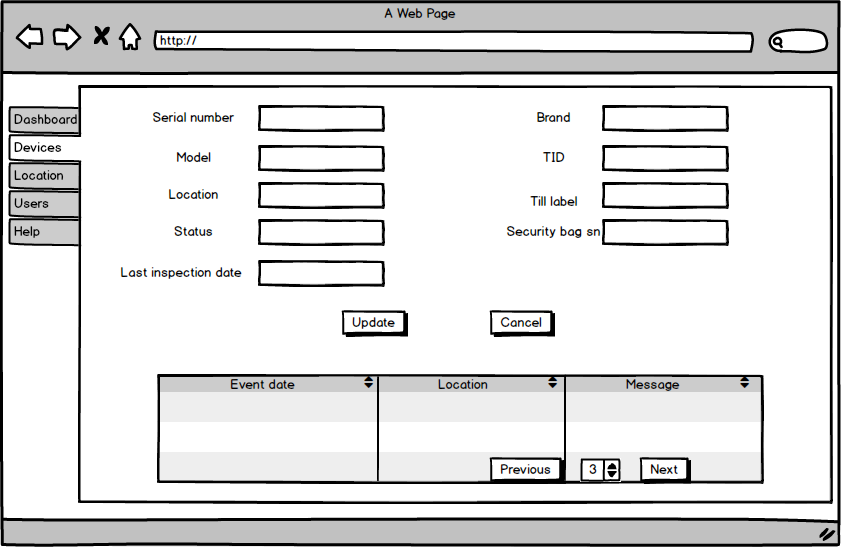 A Web Page
http://
Dashboard
Devices
Location
Users
Help
Serial number
Brand
Model
TID
Location
Till label
Status
Security bag sn
Last inspection date
Update Cancel
Event date Location Message
Previous 3 Next